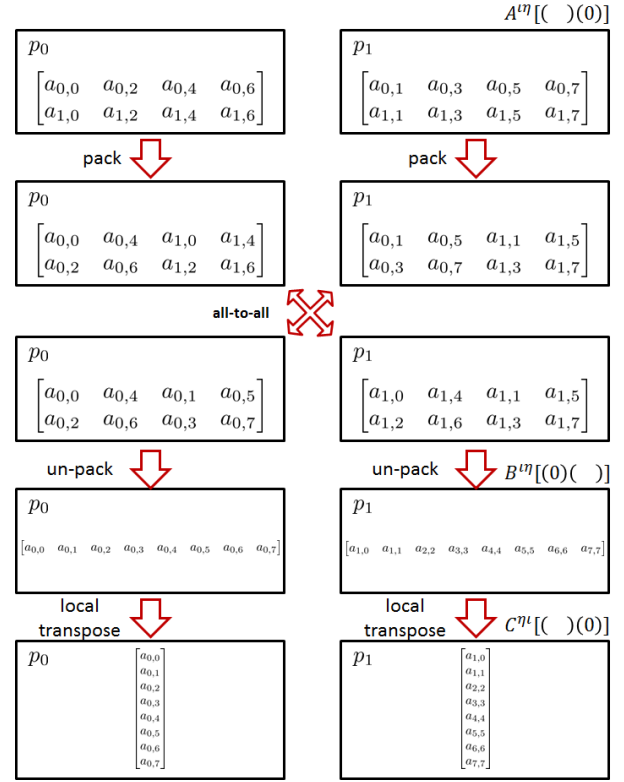 A^{ιη}[( )(0)]
p_0 p_1
[a_{0,0} a_{0,2} a_{0,4} a_{0,6}] [a_{0,1} a_{0,3} a_{0,5} a_{0,7}]
[a_{1,0} a_{1,2} a_{1,4} a_{1,6}] [a_{1,1} a_{1,3} a_{1,5} a_{1,7}]
pack pack
p_0 p_1
[a_{0,0} a_{0,4} a_{1,0} a_{1,4}] [a_{0,1} a_{0,5} a_{1,1} a_{1,5}]
[a_{0,2} a_{0,6} a_{1,2} a_{1,6}] [a_{0,3} a_{0,7} a_{1,3} a_{1,7}]
all-to-all
p_0 p_1
[a_{0,0} a_{0,4} a_{0,1} a_{0,5}] [a_{1,0} a_{1,4} a_{1,1} a_{1,5}]
[a_{0,2} a_{0,6} a_{0,3} a_{0,7}] [a_{1,2} a_{1,6} a_{1,3} a_{1,7}]
un-pack un-pack B^{ιη}[(0)( )]
p_0 p_1
[a_{0,0} a_{0,1} a_{0,2} a_{0,3} a_{0,4} a_{0,5} a_{0,6} a_{0,7}] [a_{1,0} a_{1,1} a_{2,2} a_{3,3} a_{4,4} a_{5,5} a_{6,6} a_{7,7}]
local local
transpose transpose C^{ηι}[( )(0)]
p_0 p_1
a_{0,0} a_{1,0}
a_{0,1} a_{1,1}
a_{0,2} a_{2,2}
a_{0,3} a_{3,3}
a_{0,4} a_{4,4}
a_{0,5} a_{5,5}
a_{0,6} a_{6,6}
a_{0,7} a_{7,7}